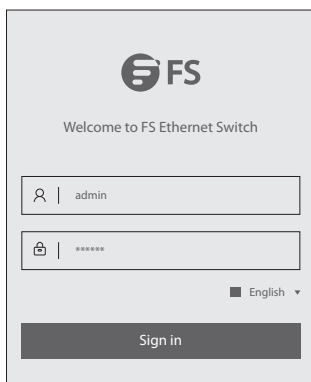 FS
Welcome to FS Ethernet Switch
admin
******
English
Sign in